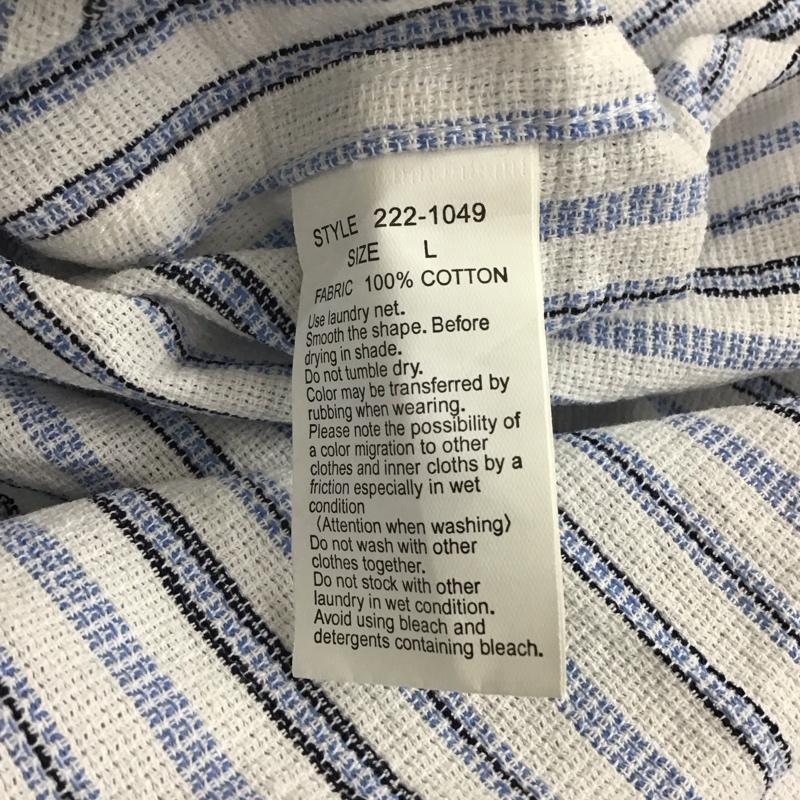 STYLE 222-1049
SIZE L
FABRIC 100% COTTON
Use laundry net.
Smooth the shape. Before
drying in shade.
Do not tumble dry.
Color may be transferred by
rubbing when wearing.
Please note the possibility of
a color migration to other
clothes and inner cloths by a
friction especially in wet
condition
〈Attention when washing〉
Do not wash with other
clothes together.
Do not stock with other
laundry in wet condition.
Avoid using bleach and
detergents containing bleach.